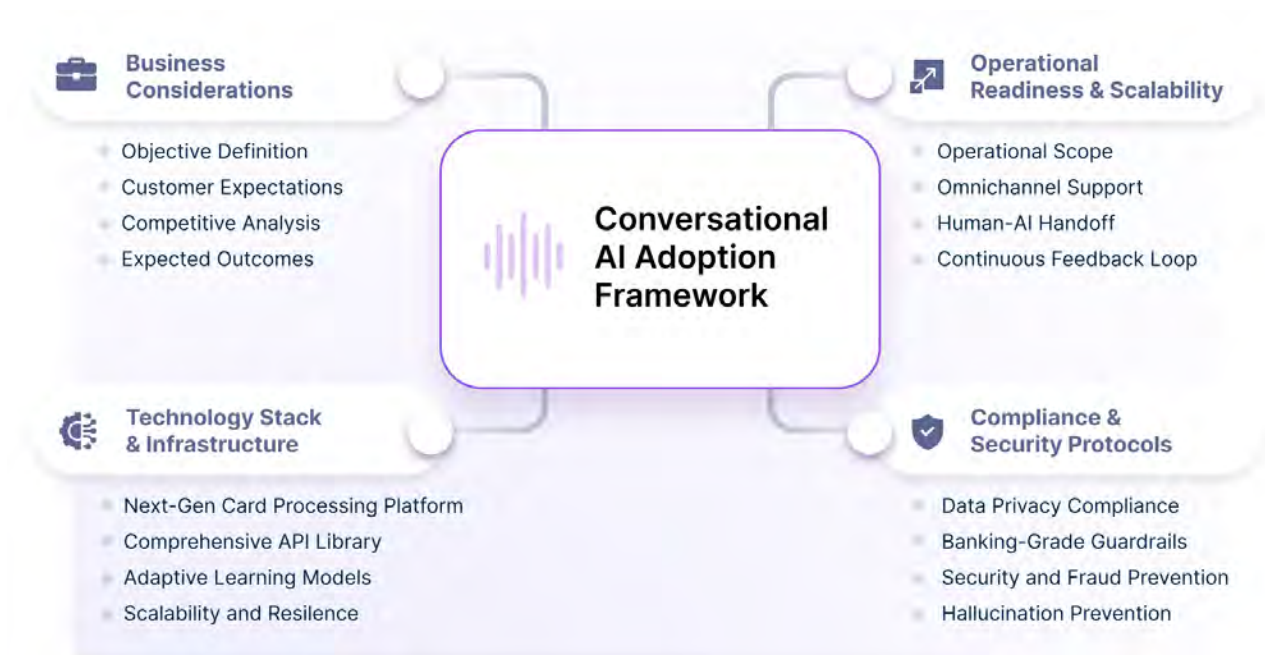 Business
Considerations
Objective Definition
Customer Expectations
Competitive Analysis
Expected Outcomes
Operational
Readiness & Scalability
Operational Scope
Omnichannel Support
Human-AI Handoff
Continuous Feedback Loop
Conversational
AI Adoption
Framework
Technology Stack
& Infrastructure
Next-Gen Card Processing Platform
Comprehensive API Library
Adaptive Learning Models
Scalability and Resilence
Compliance &
Security Protocols
Data Privacy Compliance
Banking-Grade Guardrails
Security and Fraud Prevention
Hallucination Prevention